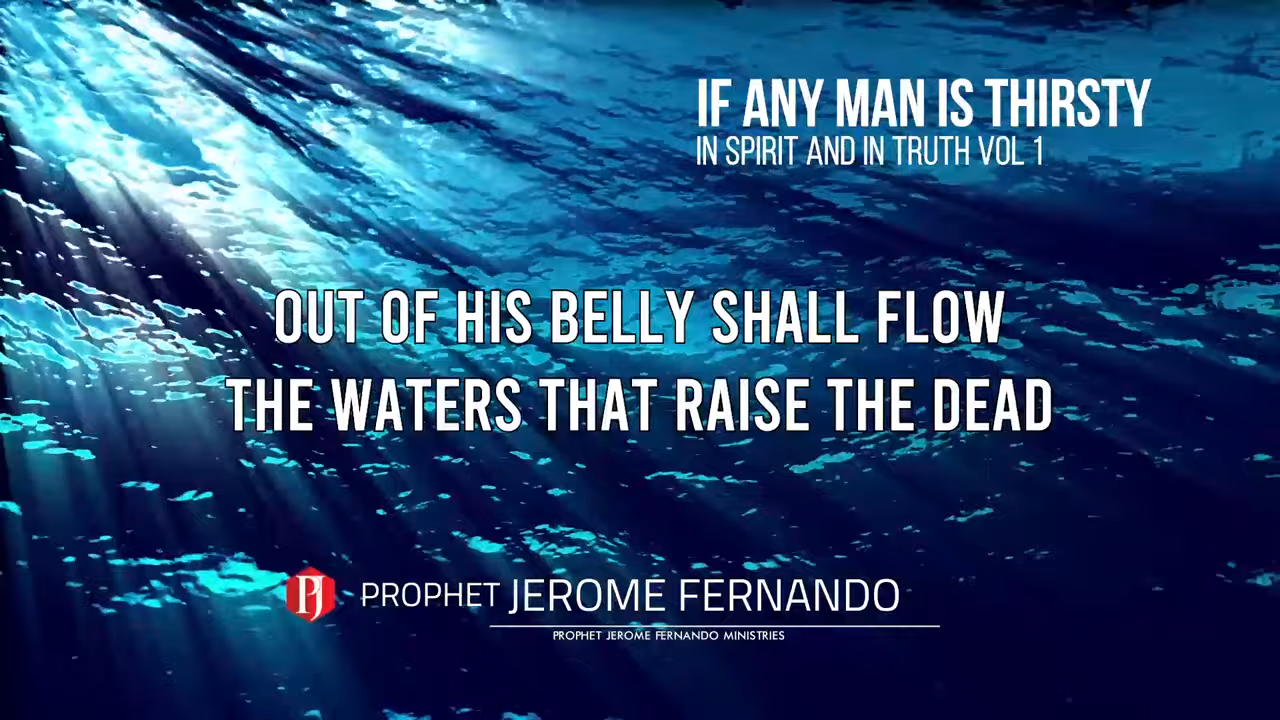 IF ANY MAN IS THIRSTY
IN SPIRIT AND IN TRUTH VOL 1
OUT OF HIS BELLY SHALL FLOW
THE WATERS THAT RAISE THE DEAD
PJ PROPHET JEROME FERNANDO
PROPHET JEROME FERNANDO MINISTRIES